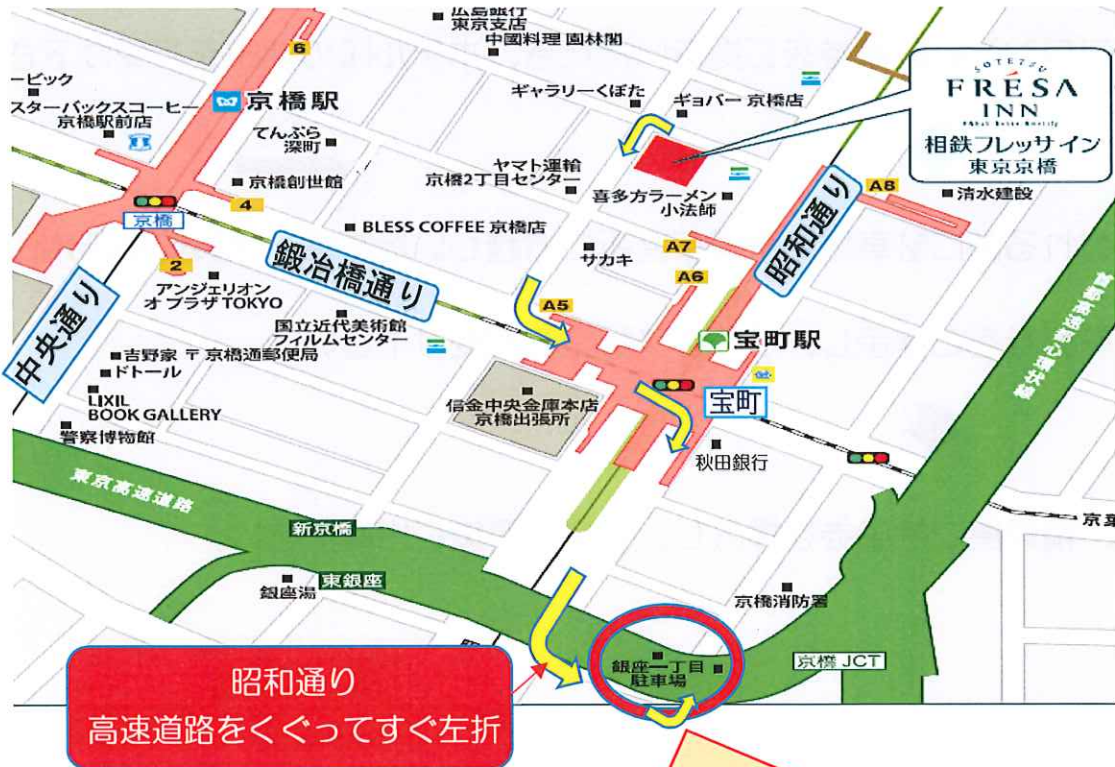 広島銀行
東京支店
中國料理 園林閣
6
ービック
スターバックスコーヒー
京橋駅前店
京橋駅
てんぷら
深町
ギャラリーくぼた
ギョバー 京橋店
SOTETSU
FRÉSA
INN
相鉄フレッサイン
東京京橋
ヤマト運輸
京橋2丁目センター
京橋創世館
喜多方ラーメン
小法師
昭和通り
A8
清水建設
京橋
4
BLESS COFFEE 京橋店
A7
サカキ
A6
2
鍛冶橋通り
アンジェリオン
オ プラザ TOKYO
A5
中央通り
国立近代美術館
フィルムセンター
宝町駅
首都高速都心環状線
吉野家 〒 京橋通郵便局
ドトール
LIXIL
BOOK GALLERY
警察博物館
信金中央金庫本店
京橋出張所
宝町
秋田銀行
東京高速道路
新京橋
京葉
東銀座
銀座湯
京橋消防署
銀座一丁目
駐車場
京橋 JCT
昭和通り
高速道路をくぐってすぐ左折